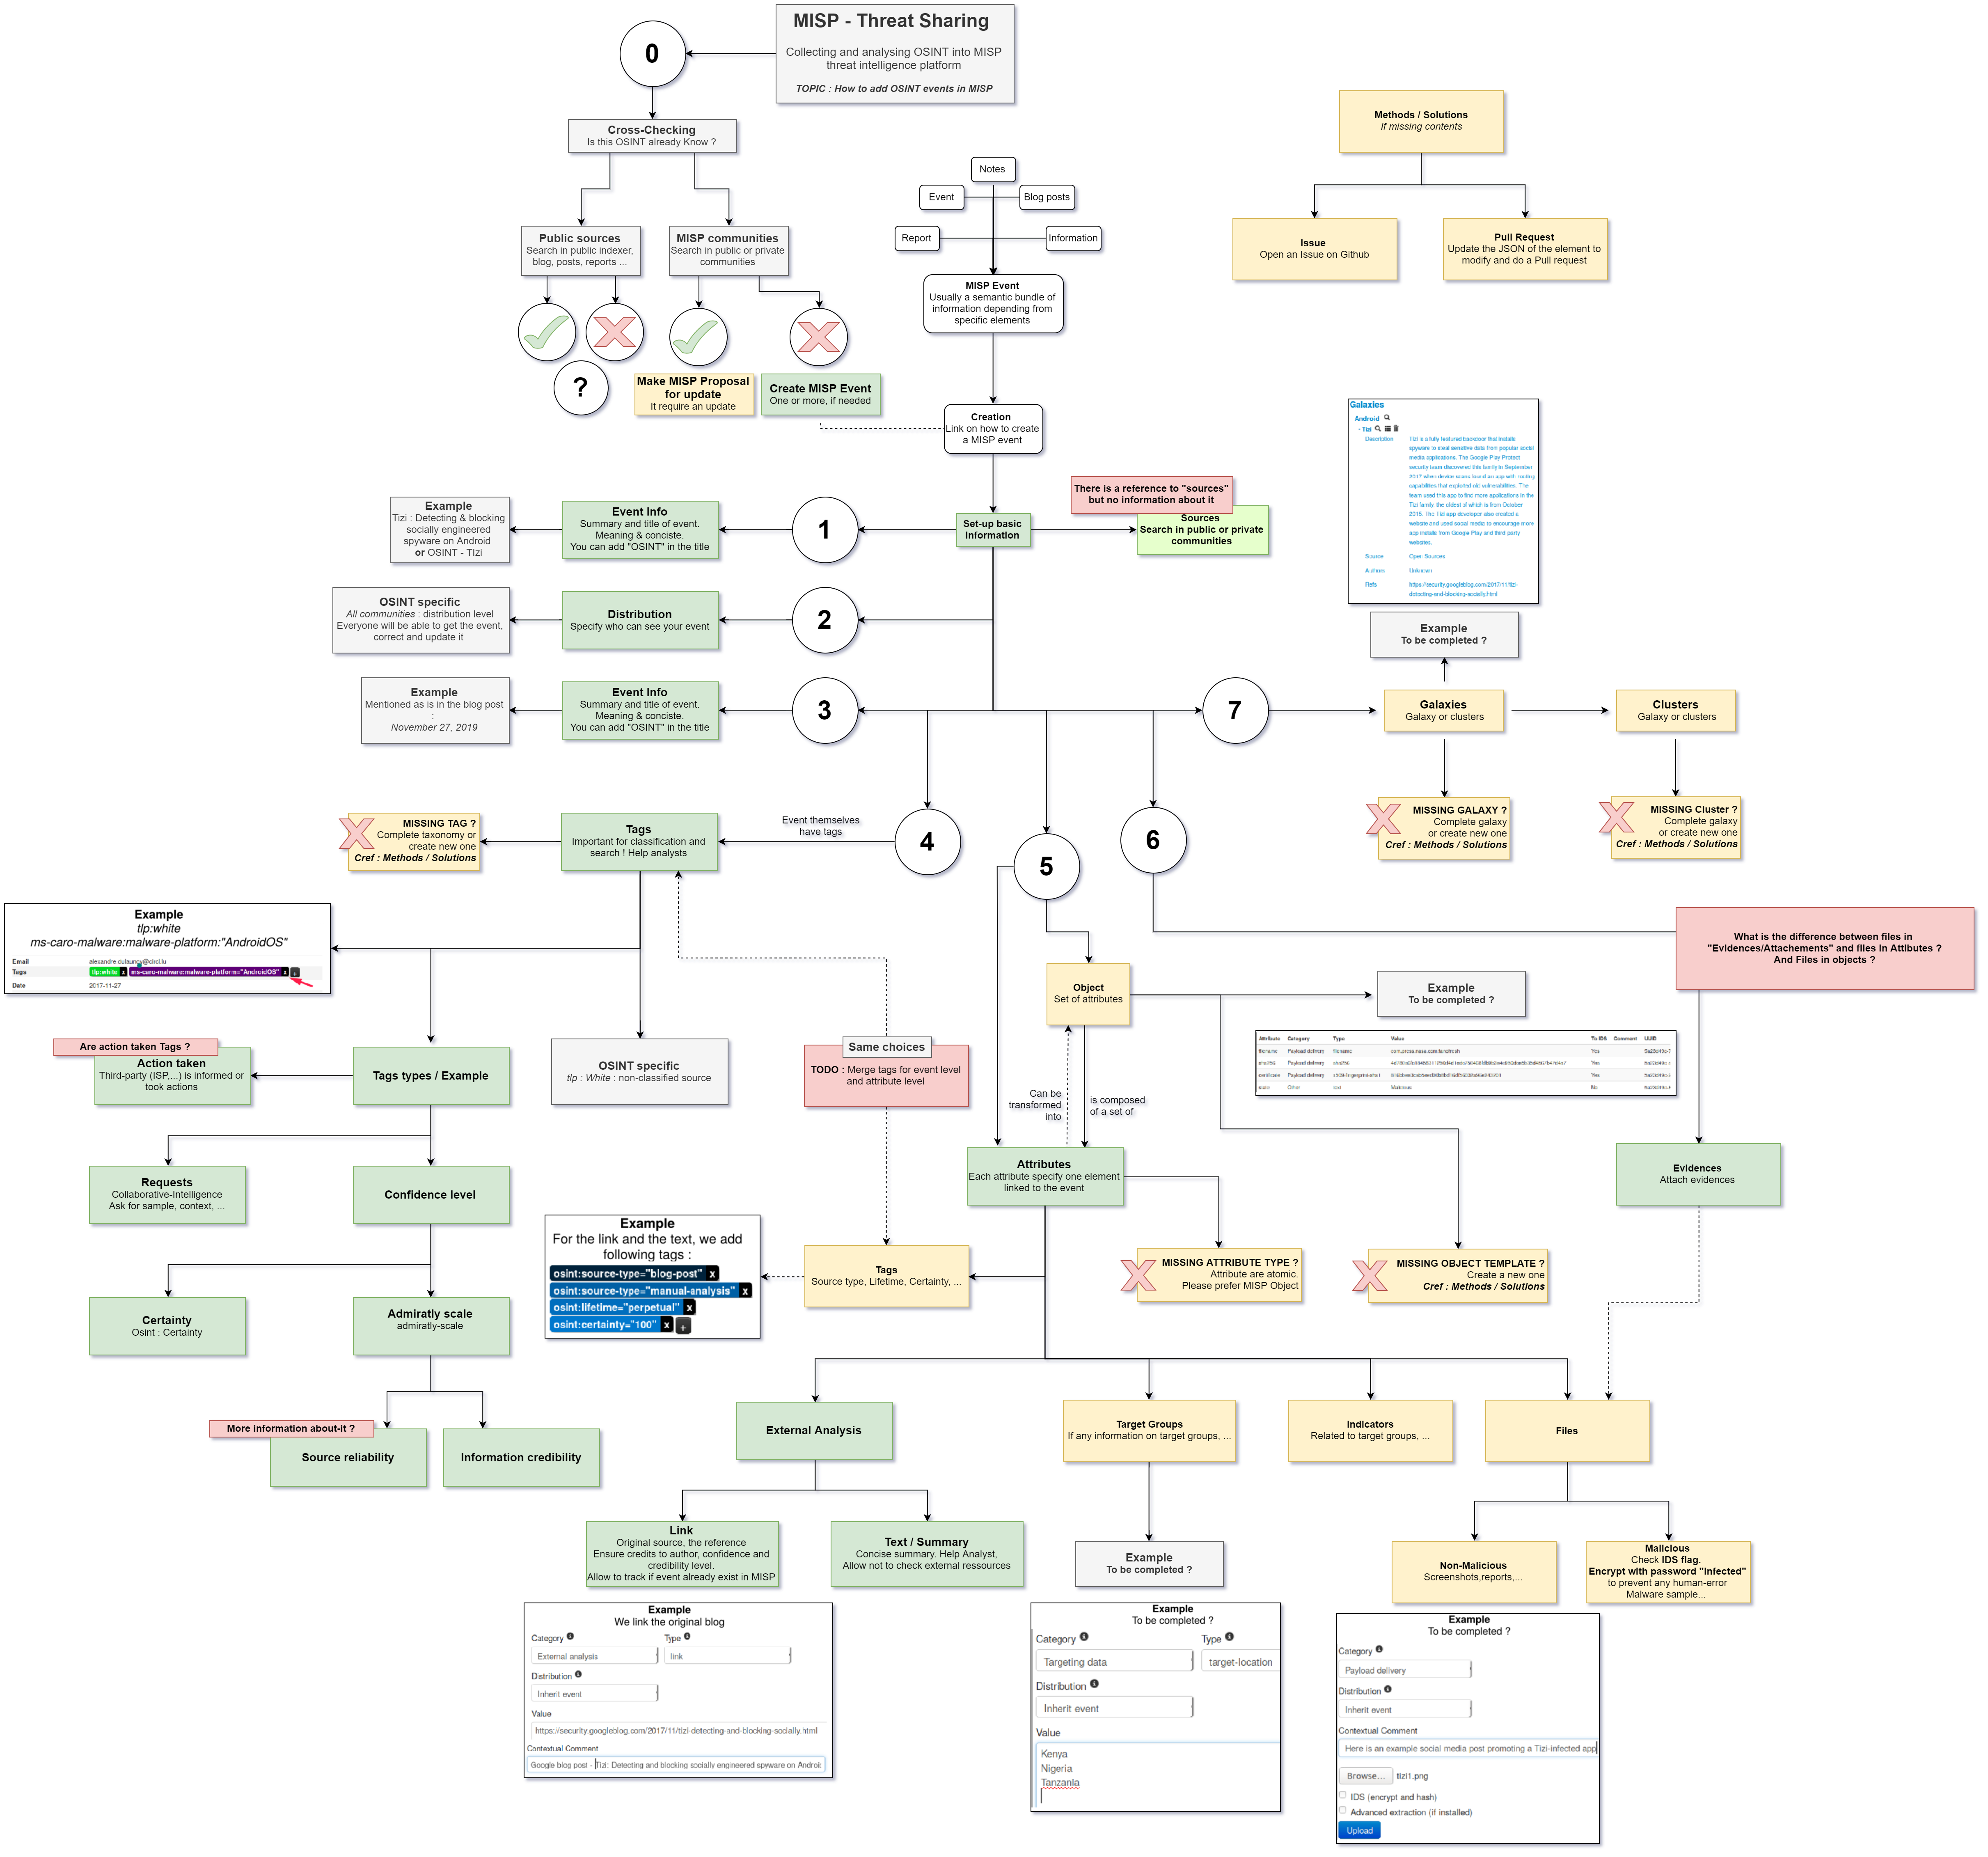 MISP - Threat Sharing
Collecting and analysing OSINT into MISP
threat intelligence platform
TOPIC : How to add OSINT events in MISP
0
Cross-Checking
Is this OSINT already Know ?
Public sources
Search in public indexer,
blog, posts, reports ...
MISP communities
Search in public or private
communities
?
Make MISP Proposal
for update
It require an update
Create MISP Event
One or more, if needed
Notes
Event
Blog posts
Report
Information
MISP Event
Usually a semantic bundle of
information depending from
specific elements
Creation
Link on how to create
a MISP event
Methods / Solutions
If missing contents
Issue
Open an Issue on Github
Pull Request
Update the JSON of the element to
modify and do a Pull request
Set-up basic
Information
There is a reference to "sources"
but no information about it
Sources
Search in public or private
communities
1
Event Info
Summary and title of event.
Meaning & conciste.
You can add "OSINT" in the title
Example
Tizi : Detecting & blocking
socially engineered
spyware on Android
or OSINT - TIzi
2
Distribution
Specify who can see your event
OSINT specific
All communities : distribution level
Everyone will be able to get the event,
correct and update it
3
Event Info
Summary and title of event.
Meaning & conciste.
You can add "OSINT" in the title
Example
Mentioned as is in the blog post
:
November 27, 2019
Galaxies
Android
- Tizi
Description
Tizi is a fully featured backdoor that installs
spyware to steal sensitive data from popular social
media applications. The Google Play Protect
security team discovered this family in September
2017 when device scans found an app with rooting
capabilities that exploited old vulnerabilities. The
team used this app to find more applications in the
Tizi family, the oldest of which is from October
2015. The Tizi app developer also created a
website and used social media to encourage more
app installs from Google Play and third-party
websites.
Source
Open Sources
Authors
Unknown
Refs
https://security.googleblog.com/2017/11/tizi-
detecting-and-blocking-socially.html
Example
To be completed ?
7
Galaxies
Galaxy or clusters
Clusters
Galaxy or clusters
MISSING GALAXY ?
Complete galaxy
or create new one
Cref : Methods / Solutions
MISSING Cluster ?
Complete galaxy
or create new one
Cref : Methods / Solutions
4
Event themselves
have tags
Tags
Important for classification and
search ! Help analysts
MISSING TAG ?
Complete taxonomy or
create new one
Cref : Methods / Solutions
5
6
Example
tlp:white
ms-caro-malware:malware-platform:"AndroidOS"
Email
Tags
tlp:white x ms-caro-malware:malware-platform="AndroidOS" x +
Date 2017-11-27
What is the difference between files in
"Evidences/Attachements" and files in Attibutes ?
And Files in objects ?
Object
Set of attributes
Example
To be completed ?
Attribute Category Type Value To IDS Comment UUID
filename Payload delivery filename Yes
Payload delivery Yes
Payload delivery Yes
state Other text Malicious No
Are action taken Tags ?
Action taken
Third-party (ISP,...) is informed or
took actions
Tags types / Example
OSINT specific
tlp : White : non-classified source
Same choices
TODO : Merge tags for event level
and attribute level
Can be
transformed
into
is composed
of a set of
Requests
Collaborative-Intelligence
Ask for sample, context, ...
Confidence level
Attributes
Each attribute specify one element
linked to the event
Evidences
Attach evidences
Example
For the link and the text, we add
following tags :
osint:source-type="blog-post" x
osint:source-type="manual-analysis" x
osint:lifetime="perpetual" x
osint:certainty="100" x +
Tags
Source type, Lifetime, Certainty, ...
MISSING ATTRIBUTE TYPE ?
Attribute are atomic.
Please prefer MISP Object
MISSING OBJECT TEMPLATE ?
Create a new one
Cref : Methods / Solutions
Certainty
Osint : Certainty
Admiratly scale
admiratly-scale
More information about-it ?
Source reliability
Information credibility
External Analysis
Target Groups
If any information on target groups, ...
Indicators
Related to target groups, ...
Files
Link
Original source, the reference
Ensure credits to author, confidence and
credibility level.
Allow to track if event already exist in MISP
Text / Summary
Concise summary. Help Analyst,
Allow not to check external ressources
Example
To be completed ?
Non-Malicious
Screenshots,reports,...
Malicious
Check IDS flag.
Encrypt with password "infected"
to prevent any human-error
Malware sample...
Example
We link the original blog
Category Type
External analysis link
Distribution
Inherit event
Value
https://security.googleblog.com/2017/11/tizi-detecting-and-blocking-socially.html
Contextual Comment
Google blog post - Tizi: Detecting and blocking socially engineered spyware on Androi
Example
To be completed ?
Category Type
Targeting data target-location
Distribution
Inherit event
Value
Kenya
Nigeria
Tanzania
Example
To be completed ?
Category
Payload delivery
Distribution
Inherit event
Contextual Comment
Here is an example social media post promoting a Tizi-infected app
Browse... tizi1.png
IDS (encrypt and hash)
Advanced extraction (if installed)
Upload